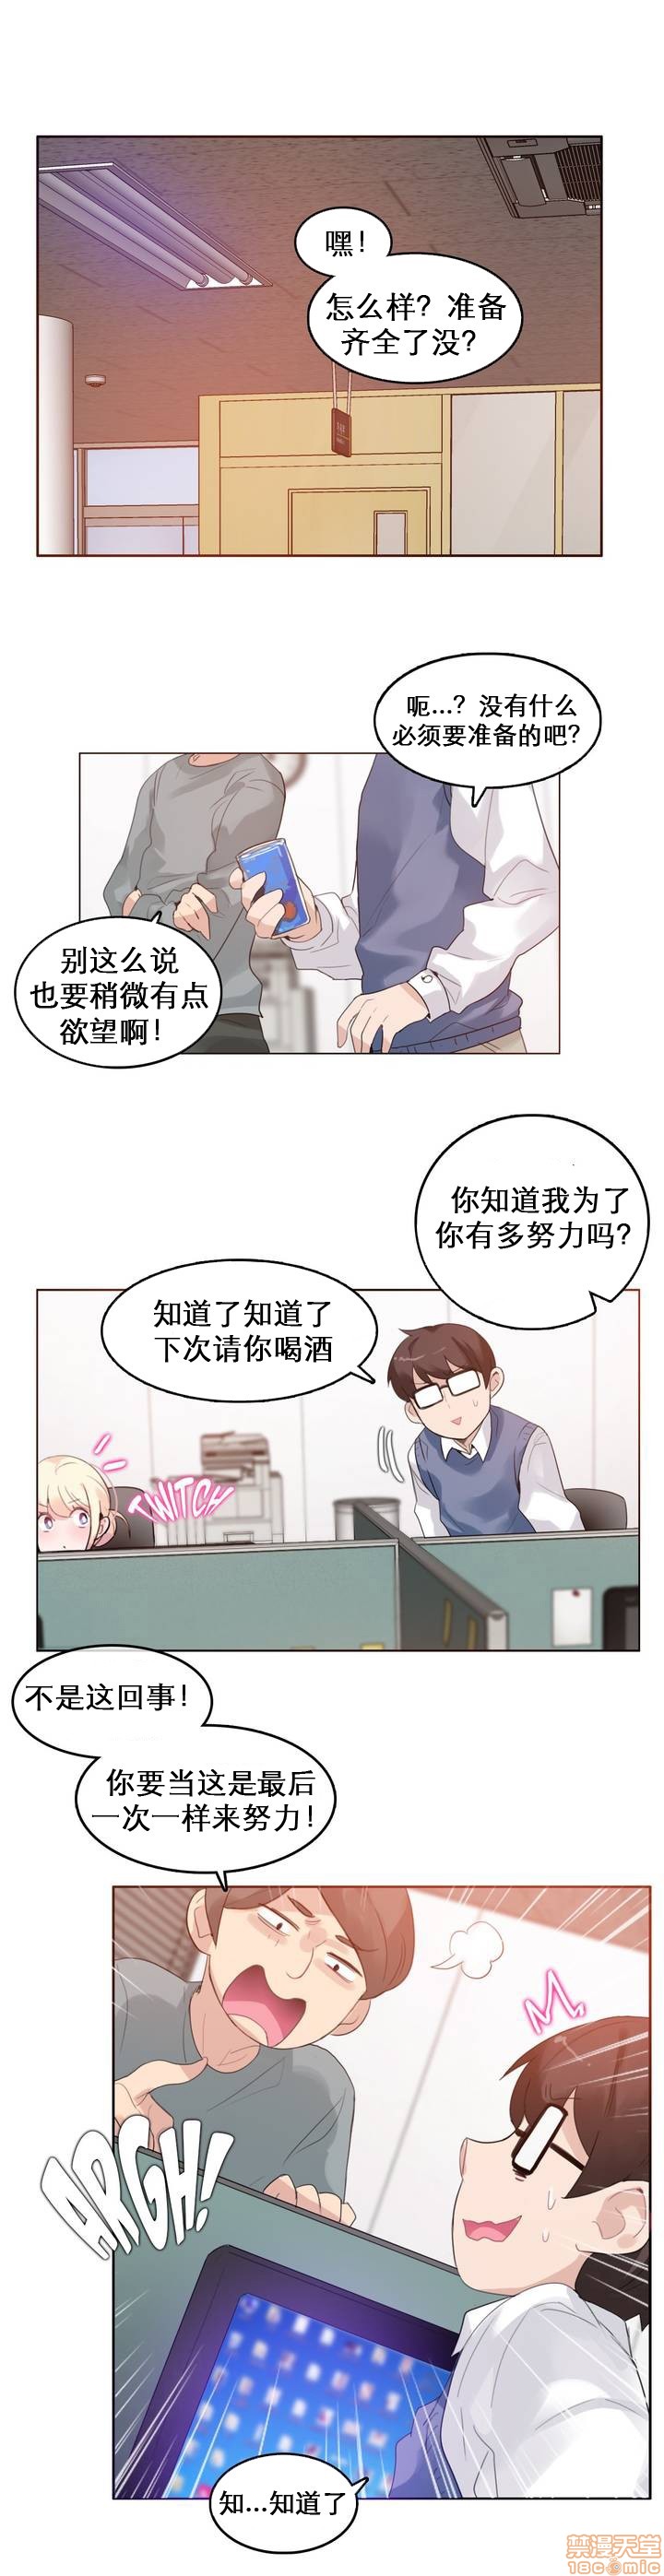 嘿!
怎么样? 准备
齐全了没?
呃...? 没有什么
必须要准备的吧?
别这么说
也要稍微有点
欲望啊!
你知道我为了
你有多努力吗?
知道了知道了
下次请你喝酒
TWITCH
不是这回事!
你要当这是最后
一次一样来努力!
ARGH!
知...知道了
禁漫天堂
18comic